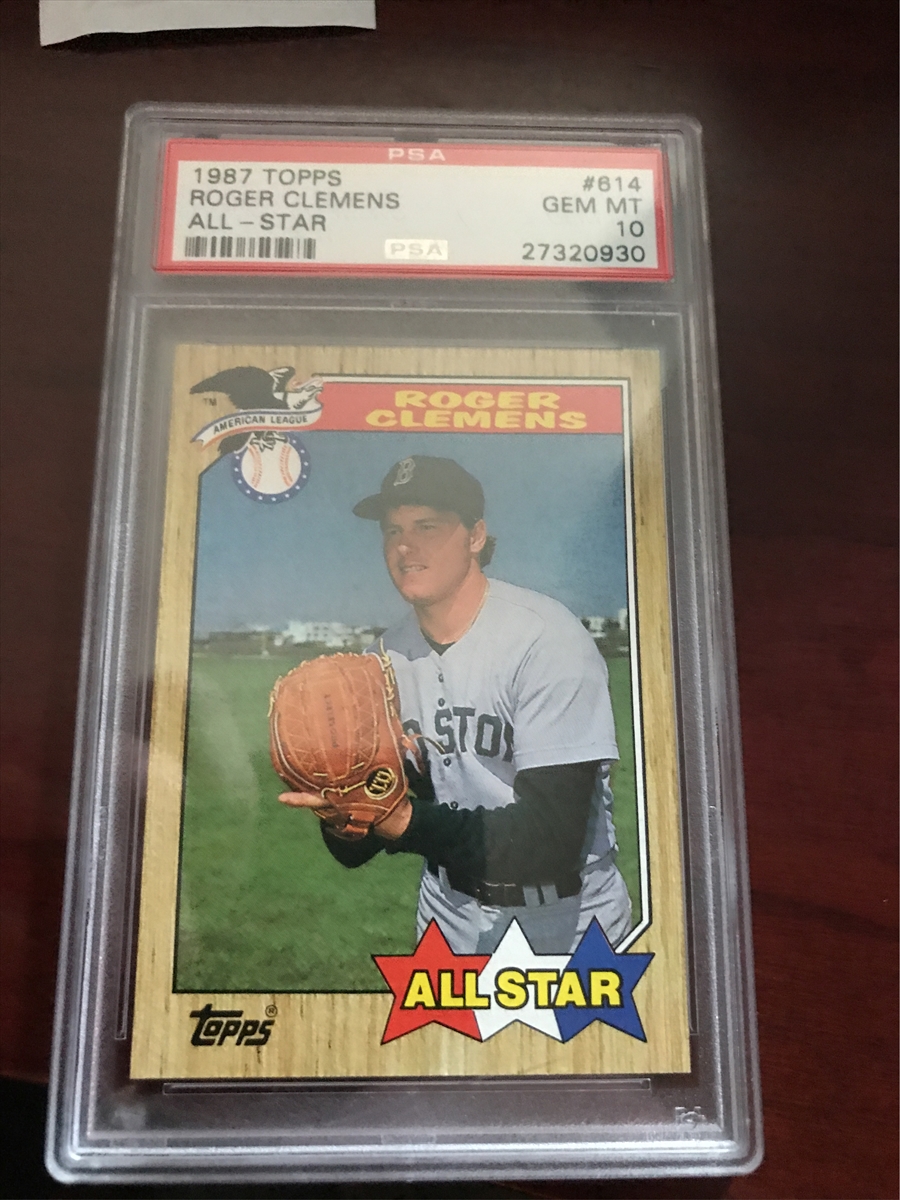 PSA
1987 TOPPS
ROGER CLEMENS
ALL-STAR
#614
GEM MT
10
PSA
27320930
TM
AMERICAN LEAGUE
ROGER
CLEMENS
B
STO
ALL STAR
topps®